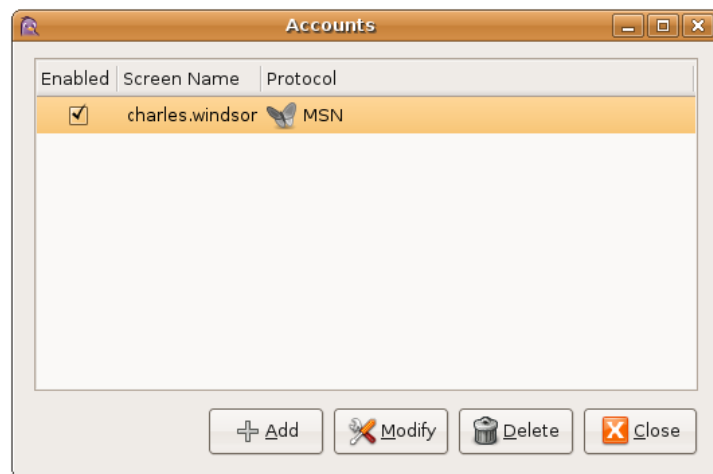 Accounts
Enabled Screen Name Protocol
charles.windsor MSN
Add Modify Delete Close